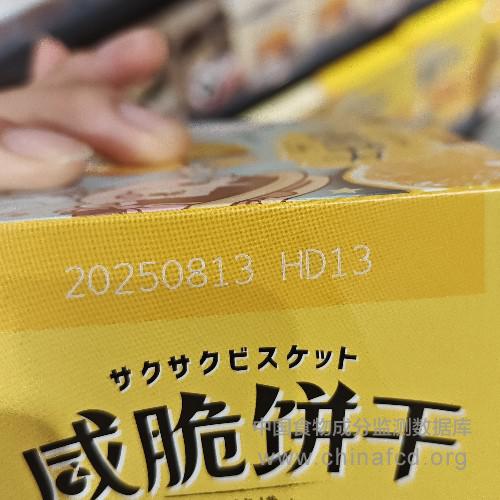 20250813 HD13
サクサクビスケット
咸脆饼干
中国食物成分监测数据库
www.chinafcd.org